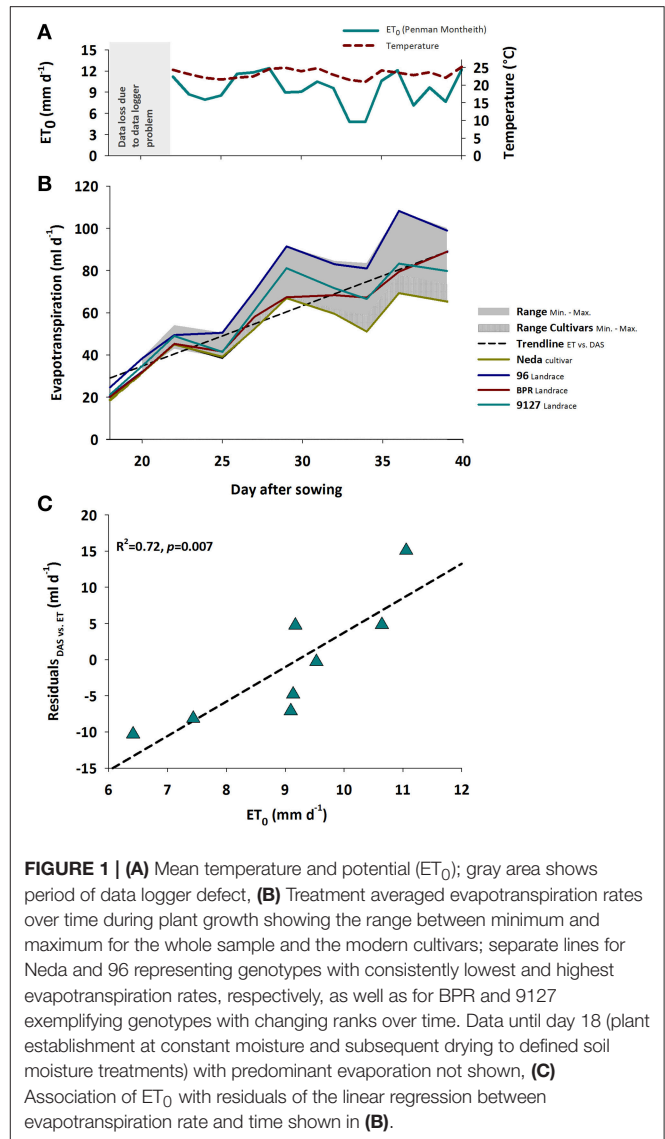 A
ET0 (Penman Montheith)
Temperature
15
12
9
6
3
0
ET0 (mm d-1)
Data loss due
to data logger
problem
25
20
15
10
5
0
Temperature (°C)
B
120
100
80
60
40
20
0
Evapotranspiration (ml d-1)
20 25 30 35 40
Day after sowing
Range Min. - Max.
Range Cultivars Min. - Max.
Trendline ET vs. DAS
Neda cultivar
96 Landrace
BPR Landrace
9127 Landrace
C
20
15
10
5
0
-5
-10
-15
Residuals DAS vs. ET (ml d-1)
R2=0.72, p=0.007
6 7 8 9 10 11 12
ET0 (mm d-1)
FIGURE 1 | (A) Mean temperature and potential (ET0); gray area shows
period of data logger defect, (B) Treatment averaged evapotranspiration rates
over time during plant growth showing the range between minimum and
maximum for the whole sample and the modern cultivars; separate lines for
Neda and 96 representing genotypes with consistently lowest and highest
evapotranspiration rates, respectively, as well as for BPR and 9127
exemplifying genotypes with changing ranks over time. Data until day 18 (plant
establishment at constant moisture and subsequent drying to defined soil
moisture treatments) with predominant evaporation not shown, (C)
Association of ET0 with residuals of the linear regression between
evapotranspiration rate and time shown in (B).